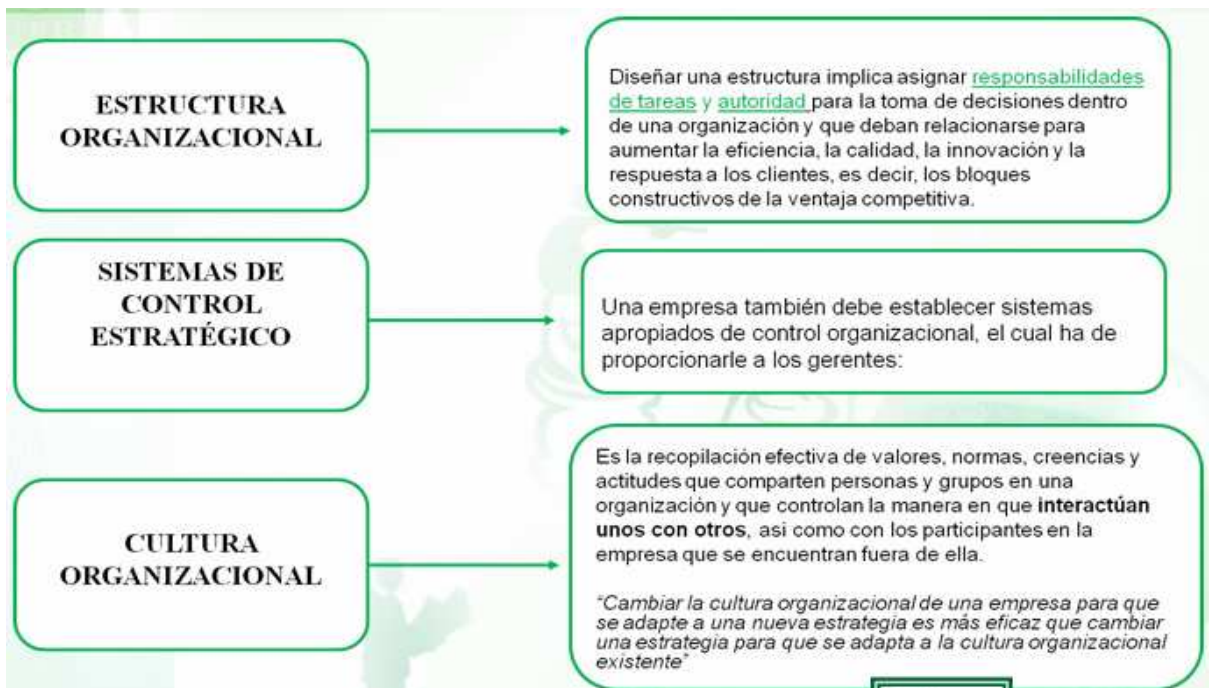 ESTRUCTURA
ORGANIZACIONAL
Diseñar una estructura implica asignar responsabilidades
de tareas y autoridad para la toma de decisiones dentro
de una organización y que deban relacionarse para
aumentar la eficiencia, la calidad, la innovación y la
respuesta a los clientes, es decir, los bloques
constructivos de la ventaja competitiva.
SISTEMAS DE
CONTROL
ESTRATÉGICO
Una empresa también debe establecer sistemas
apropiados de control organizacional, el cual ha de
proporcionarle a los gerentes:
CULTURA
ORGANIZACIONAL
Es la recopilación efectiva de valores, normas, creencias y
actitudes que comparten personas y grupos en una
organización y que controlan la manera en que interactúan
unos con otros, asi como con los participantes en la
empresa que se encuentran fuera de ella.
“Cambiar la cultura organizacional de una empresa para que
se adapte a una nueva estrategia es más eficaz que cambiar
una estrategia para que se adapta a la cultura organizacional
existente”